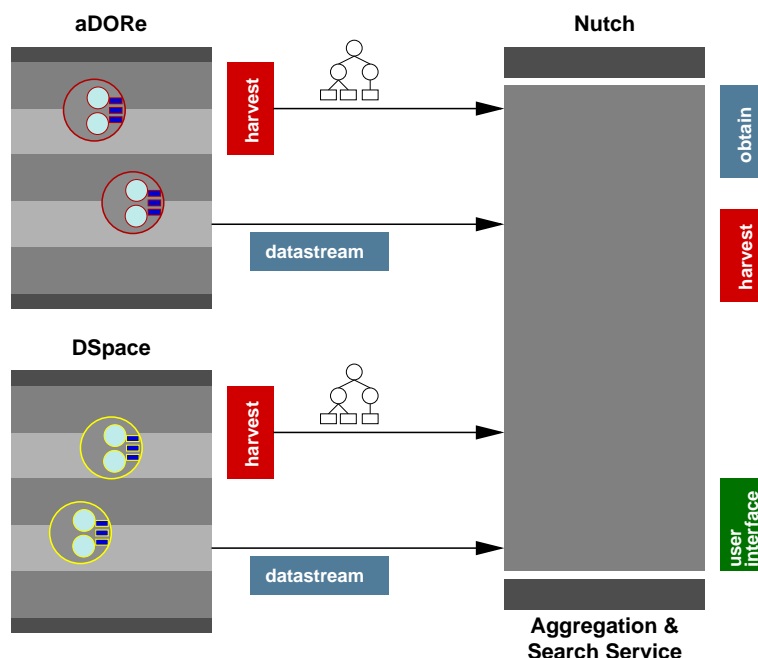 aDORe
Nutch
harvest
obtain
datastream
harvest
DSpace
harvest
user
interface
datastream
Aggregation &
Search Service